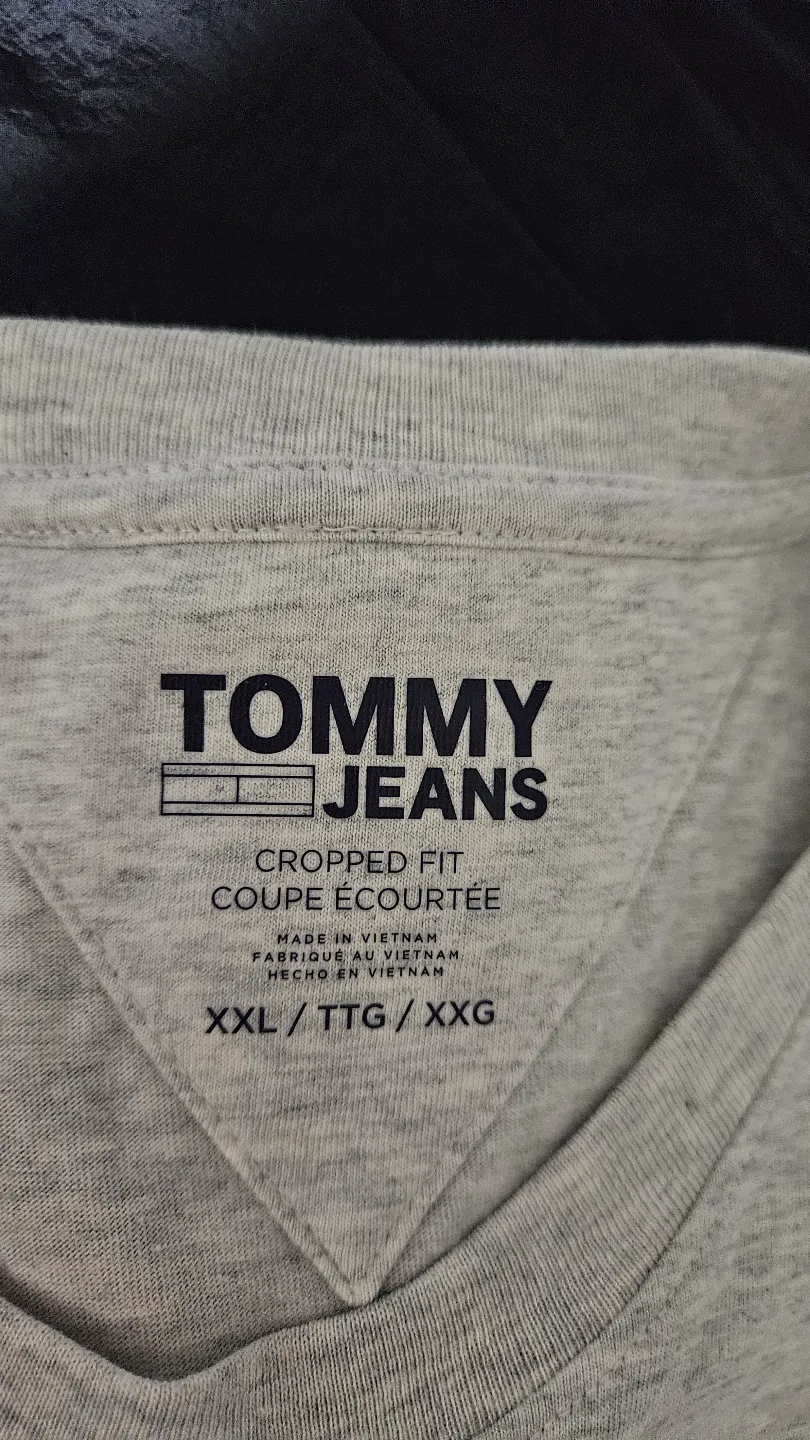 TOMMY
JEANS
CROPPED FIT
COUPE ÉCOURTÉE
MADE IN VIETNAM
FABRIQUÉ AU VIETNAM
HECHO EN VIETNAM
XXL / TTG / XXG